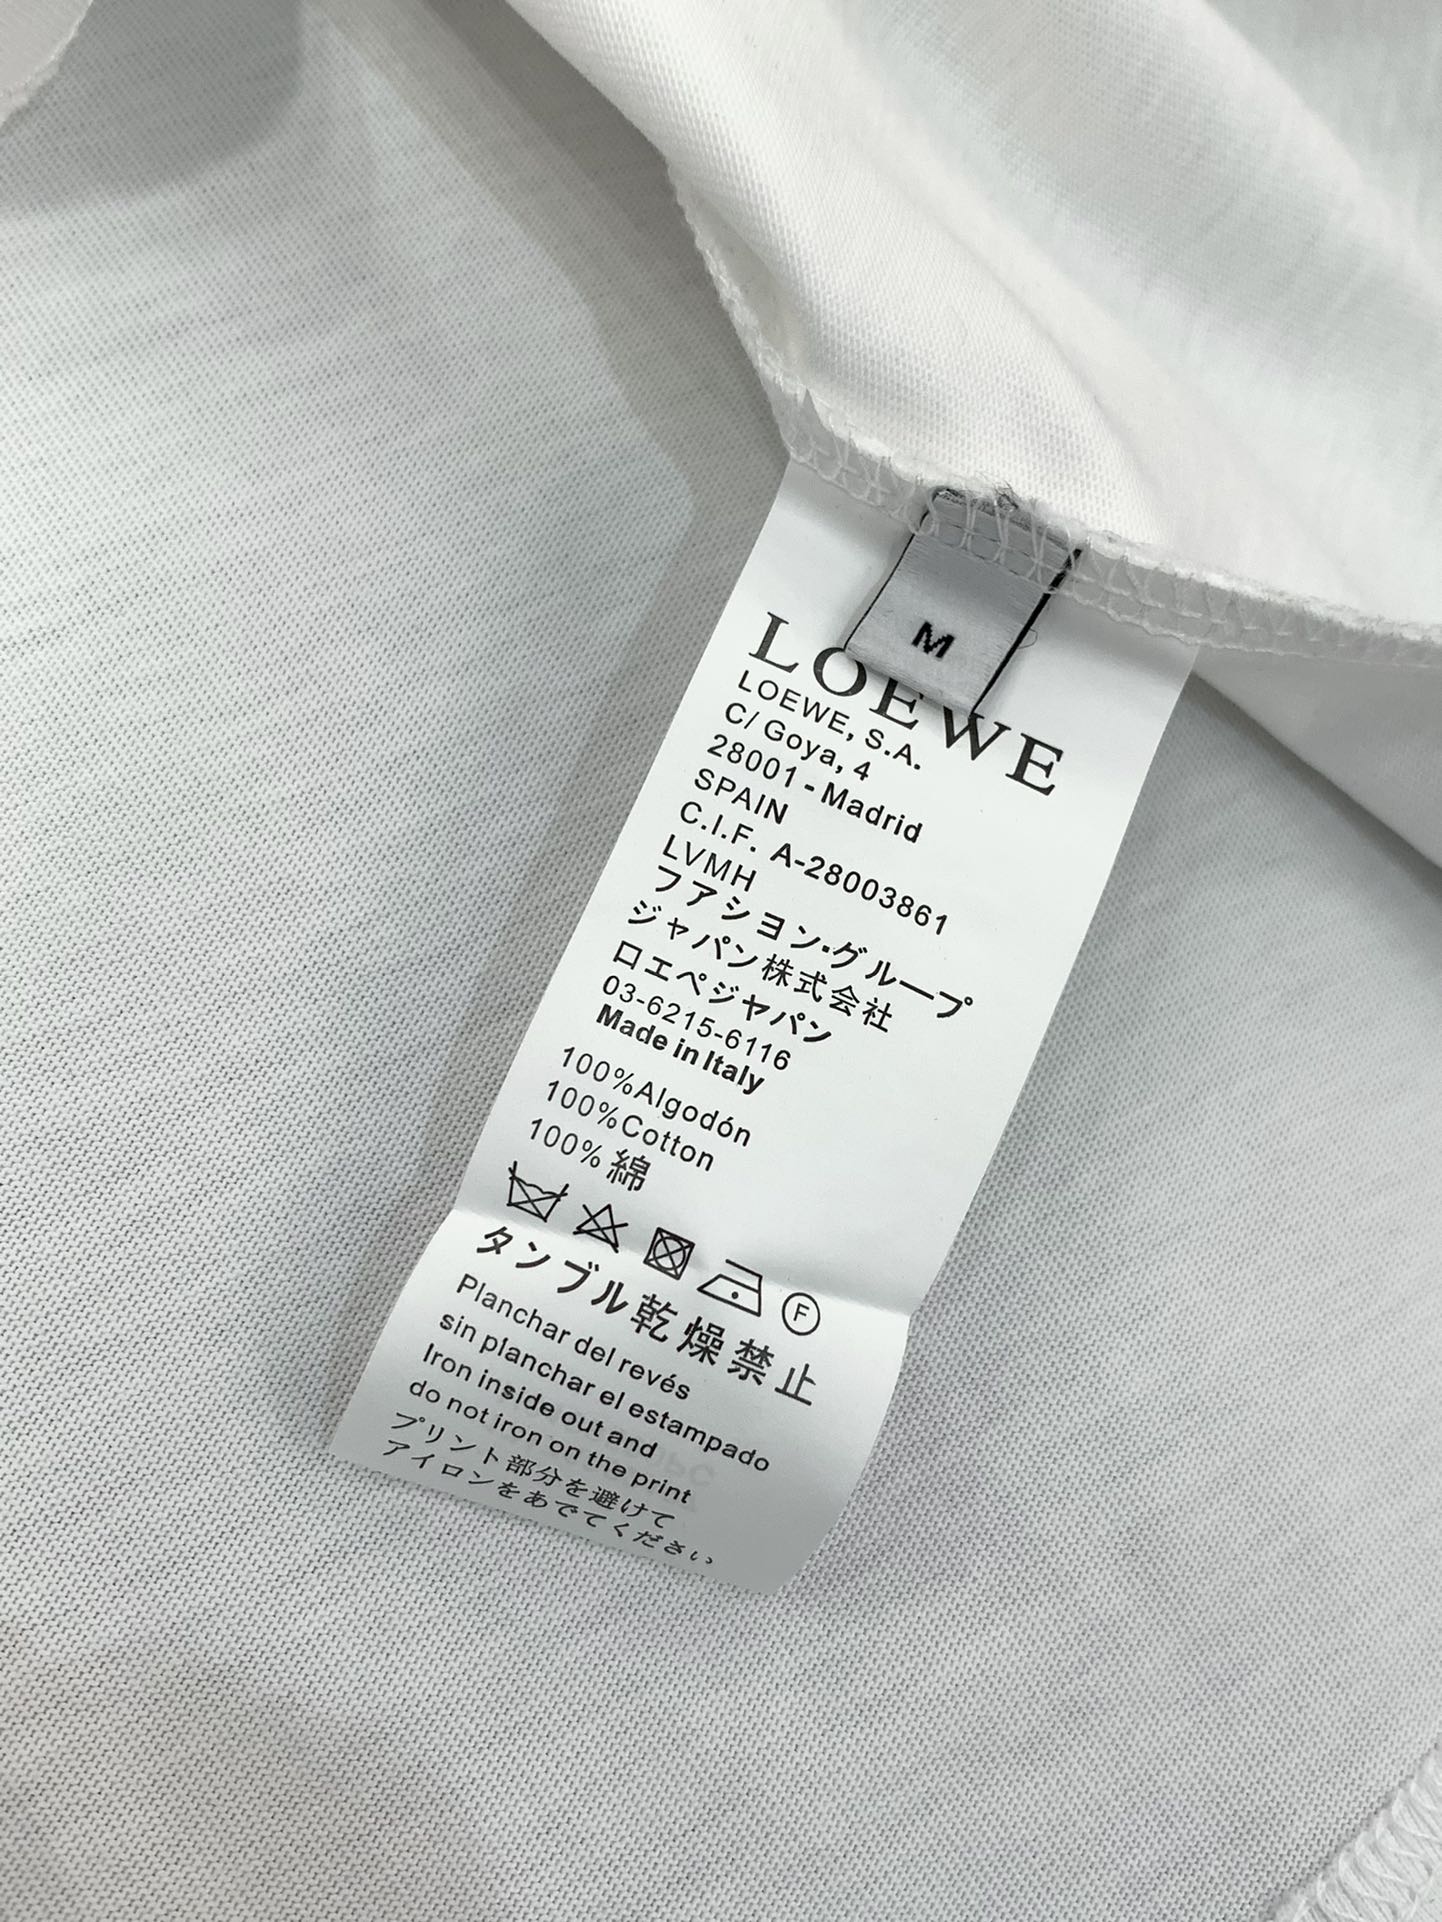 M
LOEWE
LOEWE, S.A.
C/ Goya, 4
28001 - Madrid
SPAIN
C.I.F. A-28003861
LVMH
フアシヨン·グループ
ジャパン株式会社
ロエペジャパン
03-6215-6116
Made in Italy
100%Algodón
100%Cotton
100% 綿
F
タンブル乾燥禁止
Planchar del revés
sin planchar el estampado
Iron inside out and
do not iron on the print
プリント部分を避けて
アイロンをあでてください